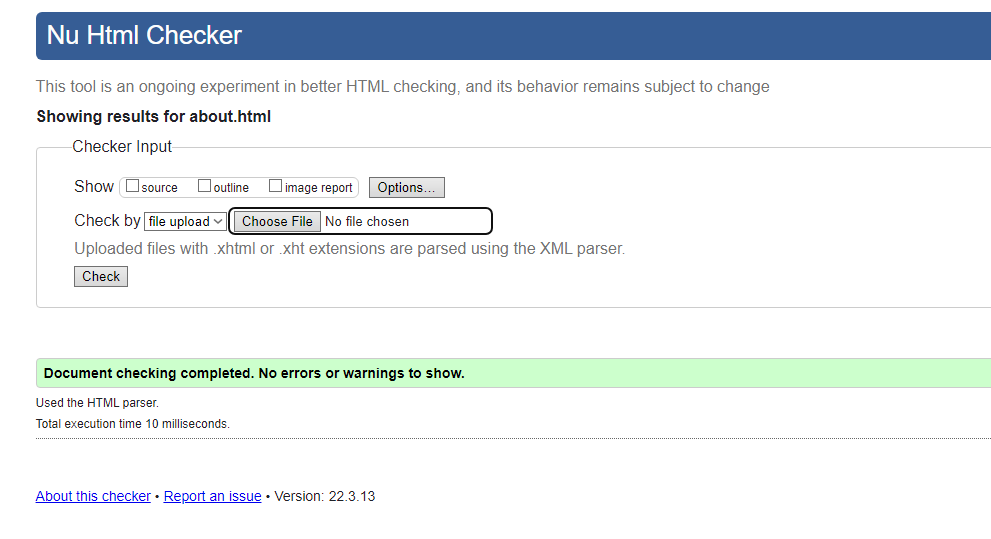 Nu Html Checker
This tool is an ongoing experiment in better HTML checking, and its behavior remains subject to change
Showing results for about.html
Checker Input
Show source outline image report Options...
Check by file upload Choose File No file chosen
Uploaded files with .xhtml or .xht extensions are parsed using the XML parser.
Check
Document checking completed. No errors or warnings to show.
Used the HTML parser.
Total execution time 10 milliseconds.
About this checker • Report an issue • Version: 22.3.13